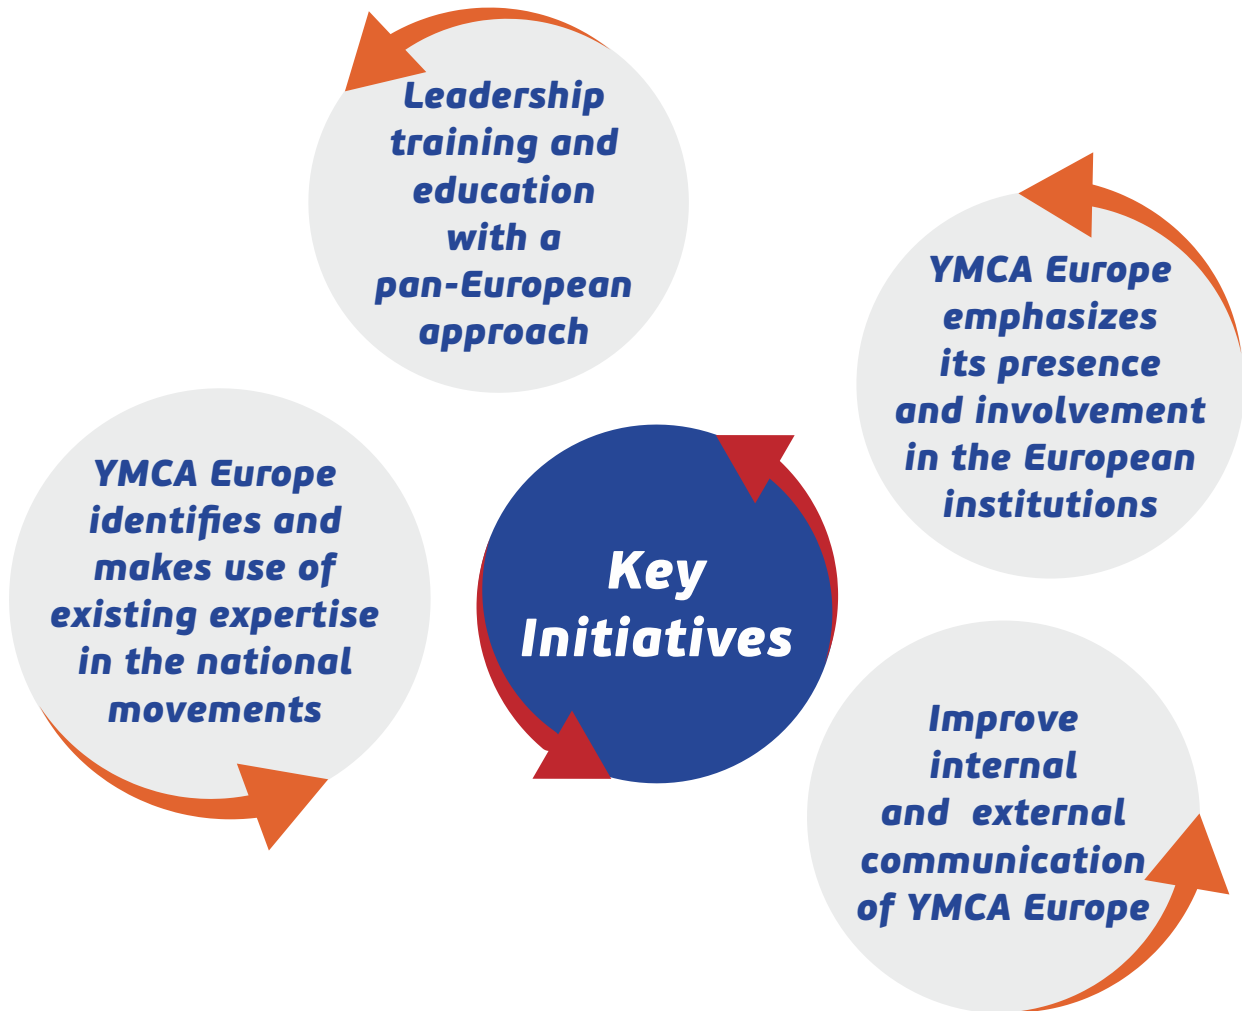 Leadership
training and
education
with a
pan-European
approach
YMCA Europe
emphasizes
its presence
and involvement
in the European
institutions
YMCA Europe
identifies and
makes use of
existing expertise
in the national
movements
Key
Initiatives
Improve
internal
and external
communication
of YMCA Europe